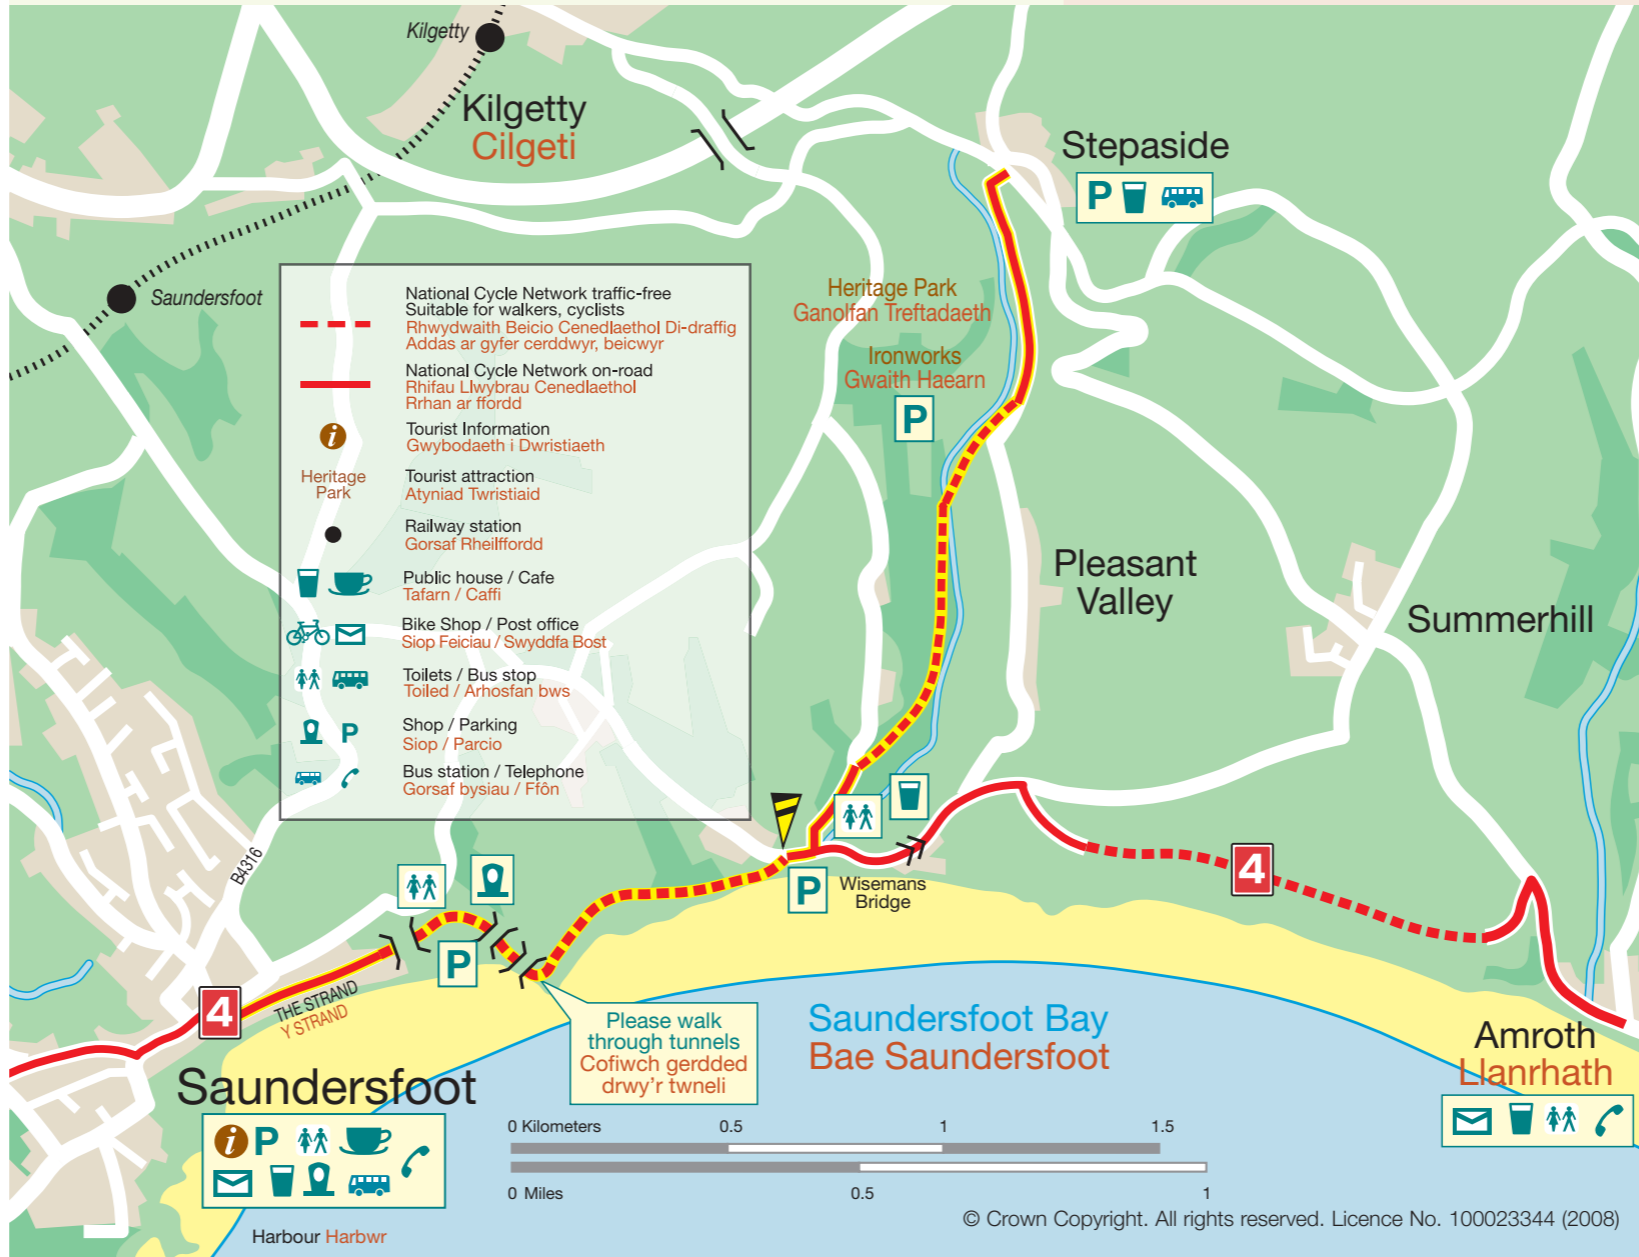 Kilgetty
Kilgetty
Cilgeti
Stepaside
P
Saundersfoot
National Cycle Network traffic-free
Suitable for walkers, cyclists
Rhwydwaith Beicio Cenedlaethol Di-draffig
Addas ar gyfer cerddwyr, beicwyr
National Cycle Network on-road
Rhifau Llwybrau Cenedlaethol
Rrhan ar ffordd
i
Tourist Information
Gwybodaeth i Dwristiaeth
Heritage
Park
Tourist attraction
Atyniad Twristiaid
Railway station
Gorsaf Rheilffordd
Public house / Cafe
Tafarn / Caffi
Bike Shop / Post office
Siop Feiciau / Swyddfa Bost
Toilets / Bus stop
Toiled / Arhosfan bws
P
Shop / Parking
Siop / Parcio
Bus station / Telephone
Gorsaf bysiau / Ffôn
Heritage Park
Ganolfan Treftadaeth
Ironworks
Gwaith Haearn
P
Pleasant
Valley
Summerhill
B4316
P
Wisemans
Bridge
4
P
4
THE STRAND
Y STRAND
Please walk
through tunnels
Cofiwch gerdded
drwy'r twneli
Saundersfoot Bay
Bae Saundersfoot
Amroth
Llanrhath
Saundersfoot
i P
0 Kilometers 0.5 1 1.5
0 Miles 0.5 1
Harbour Harbwr
© Crown Copyright. All rights reserved. Licence No. 100023344 (2008)